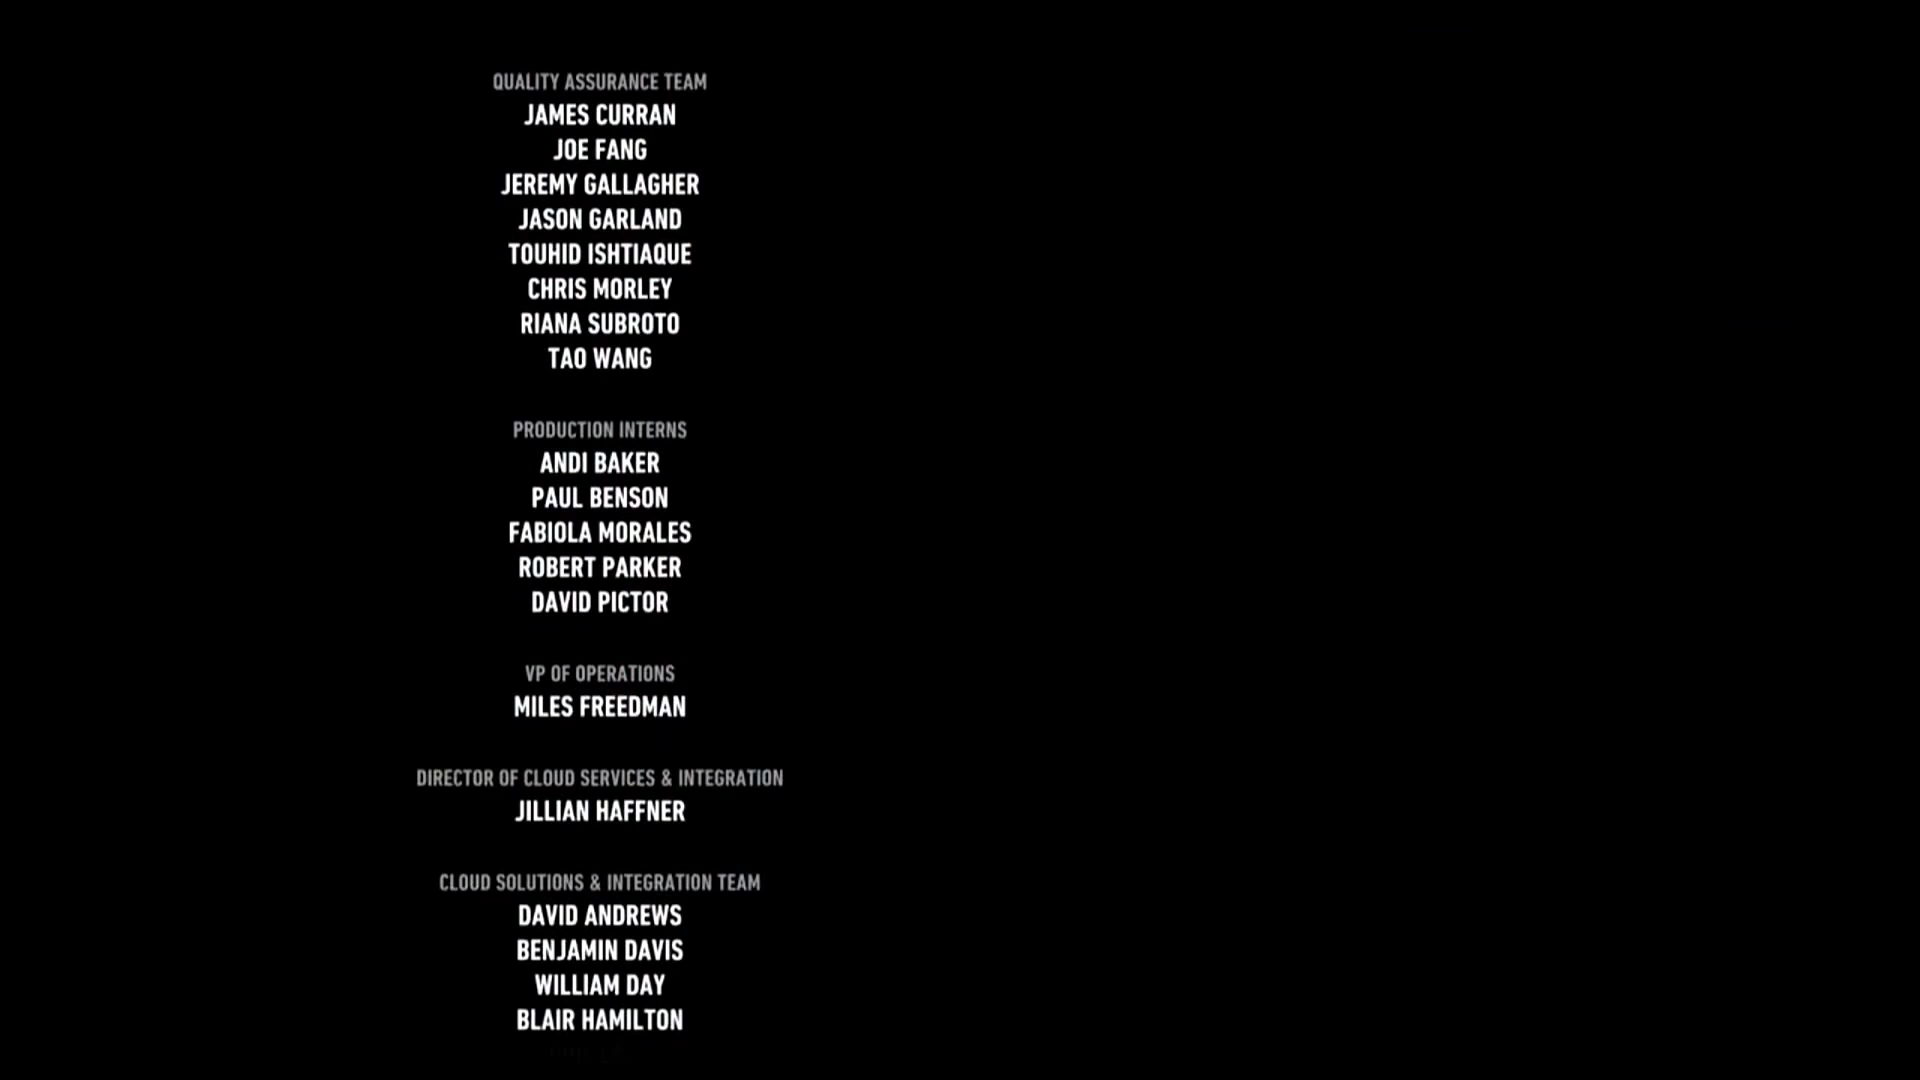 QUALITY ASSURANCE TEAM
JAMES CURRAN
JOE FANG
JEREMY GALLAGHER
JASON GARLAND
TOUHID ISHTIAQUE
CHRIS MORLEY
RIANA SUBROTO
TAO WANG
PRODUCTION INTERNS
ANDI BAKER
PAUL BENSON
FABIOLA MORALES
ROBERT PARKER
DAVID PICTOR
VP OF OPERATIONS
MILES FREEDMAN
DIRECTOR OF CLOUD SERVICES & INTEGRATION
JILLIAN HAFFNER
CLOUD SOLUTIONS & INTEGRATION TEAM
DAVID ANDREWS
BENJAMIN DAVIS
WILLIAM DAY
BLAIR HAMILTON